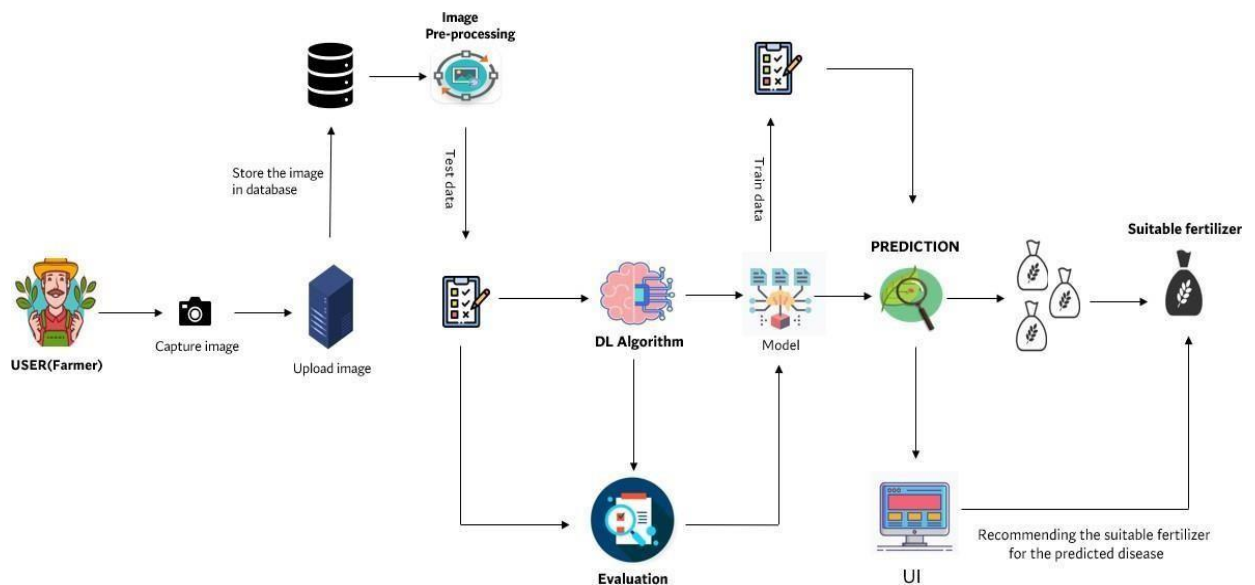 Image
Pre-processing
Store the image
in database
Test data
Train data
USER(Farmer)
Capture image
Upload image
DL Algorithm
Model
PREDICTION
Suitable fertilizer
Evaluation
UI
Recommending the suitable fertilizer
for the predicted disease